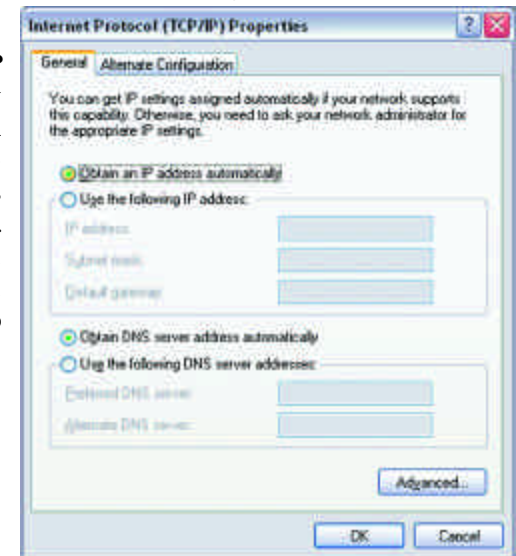 Internet Protocol (TCP/IP) Properties
General
Alternate Configuration
You can get IP settings assigned automatically if your network supports
this capability. Otherwise, you need to ask your network administrator for
the appropriate IP settings.
Obtain an IP address automatically
Use the following IP address:
IP address:
Subnet mask:
Default gateway:
Obtain DNS server address automatically
Use the following DNS server addresses:
Preferred DNS server:
Alternate DNS server:
Advanced...
OK
Cancel